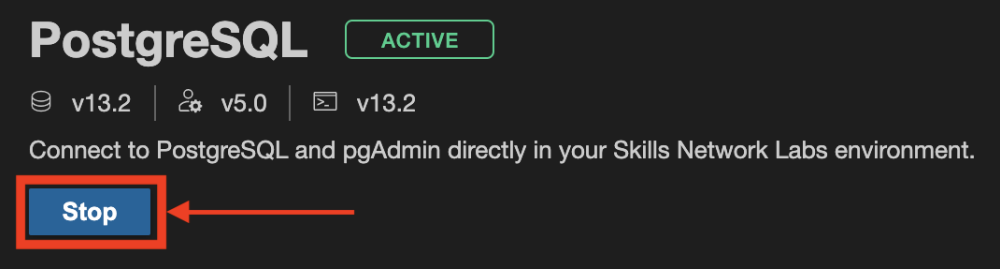 PostgreSQL ACTIVE
v13.2 v5.0 v13.2
Connect to PostgreSQL and pgAdmin directly in your Skills Network Labs environment.
Stop